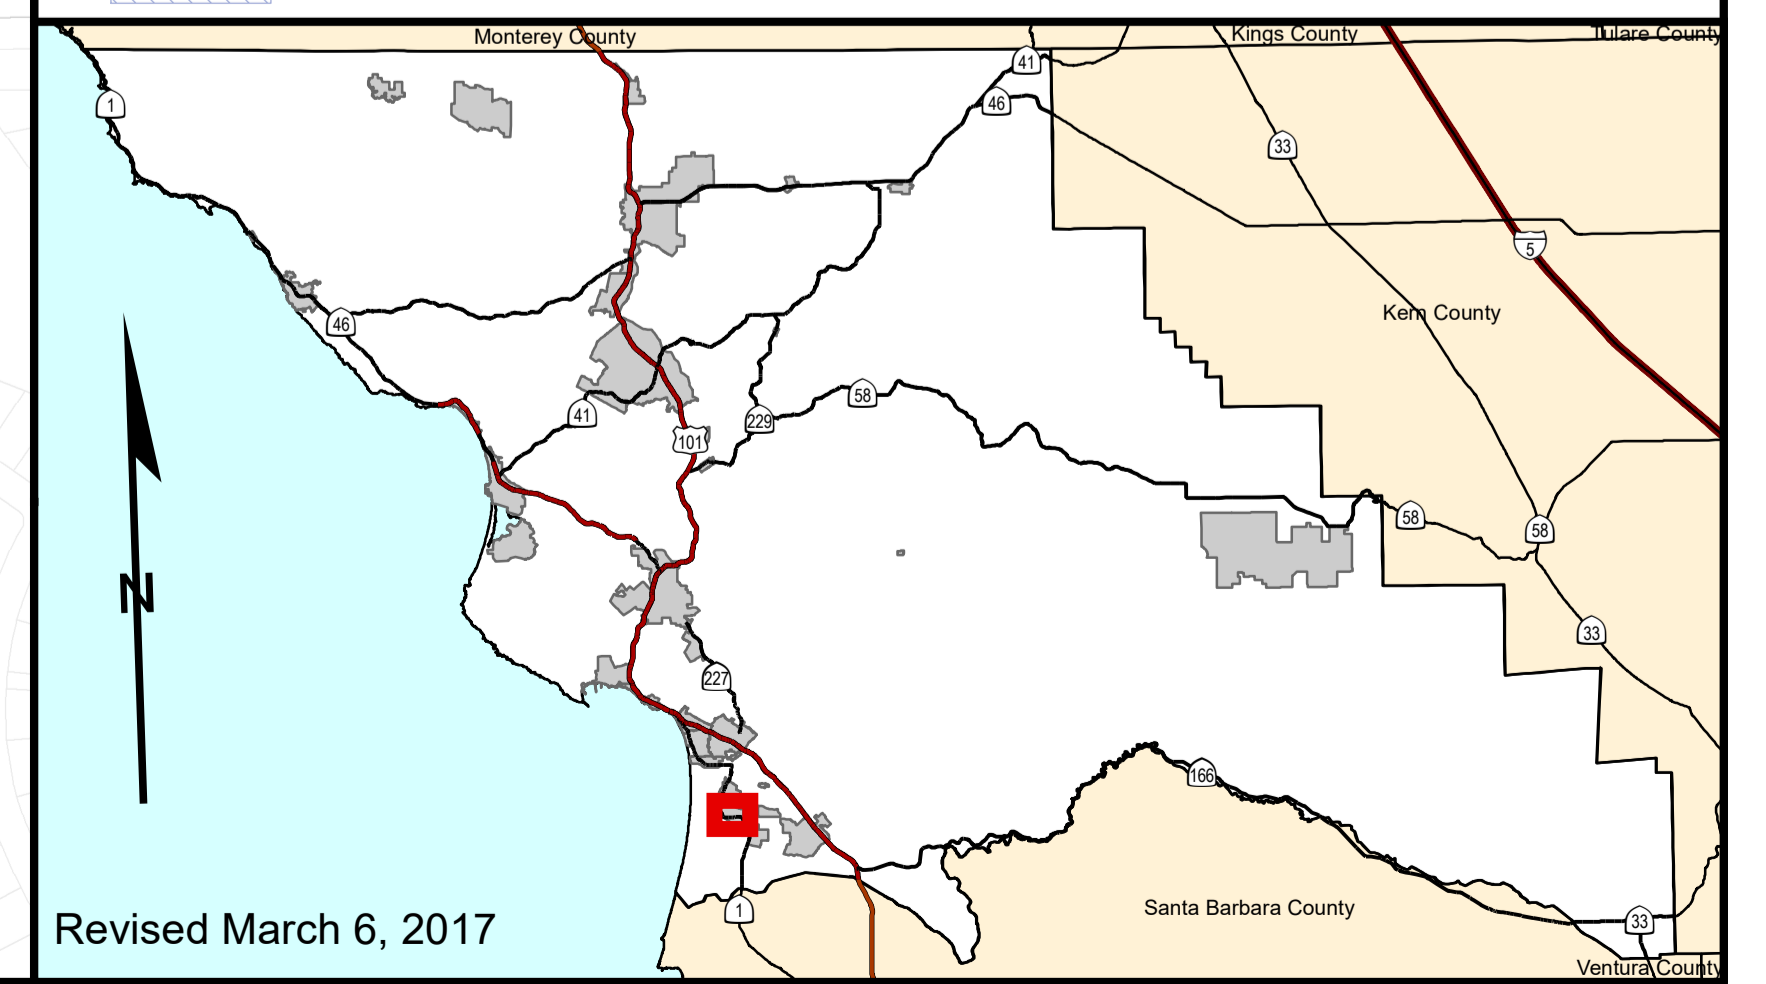 Monterey County
Kings County
Tulare County
41
46
1
33
5
Kern County
46
41
58
229
101
58
58
33
227
166
Santa Barbara County
1
33
Ventura County
N
Revised March 6, 2017